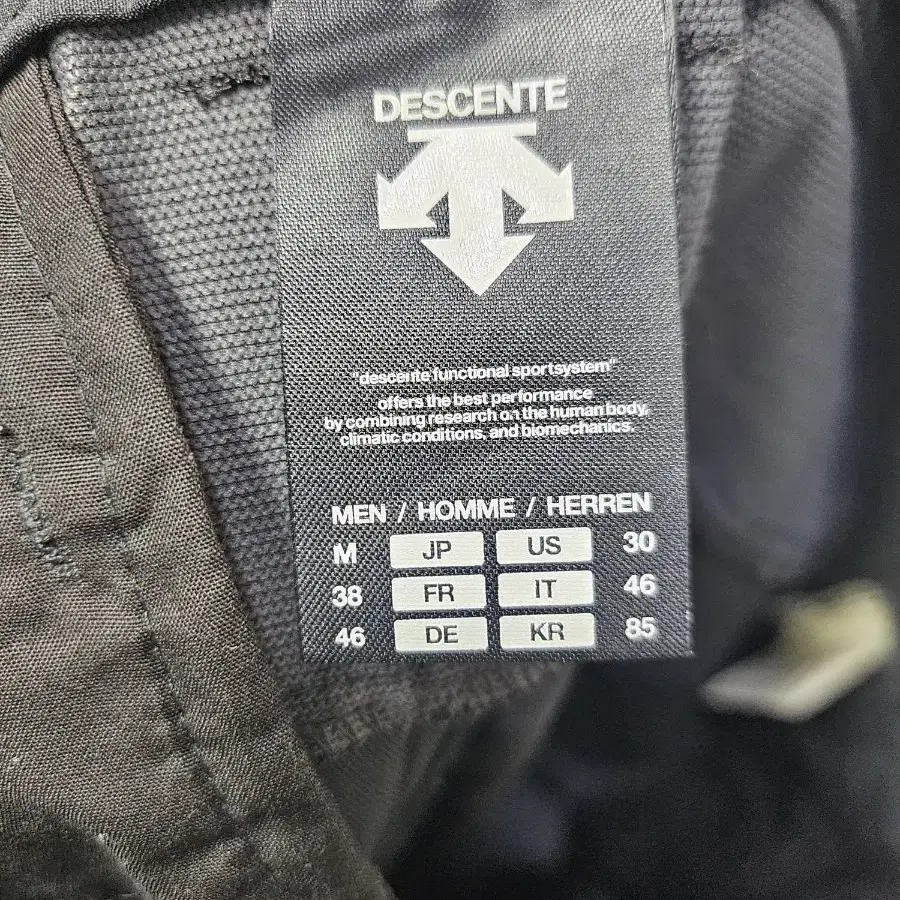 DESCENTE
"descente functional sportsystem"
offers the best performance
by combining research on the human body,
climatic conditions, and biomechanics.
MEN / HOMME / HERREN
M JP US 30
38 FR IT 46
46 DE KR 85